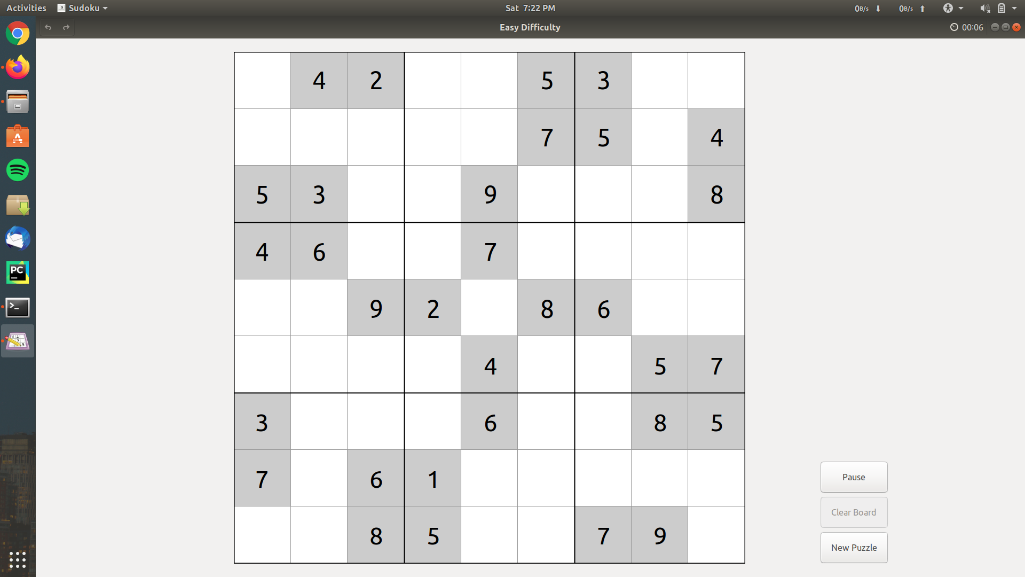 Activities Sudoku Sat 7:22 PM 0B/s 0B/s
Easy Difficulty 00:06
4 2 5 3
7 5 4
5 3 9 8
4 6 7
9 2 8 6
4 5 7
3 6 8 5
7 6 1
8 5 7 9
PC
>_
Pause
Clear Board
New Puzzle